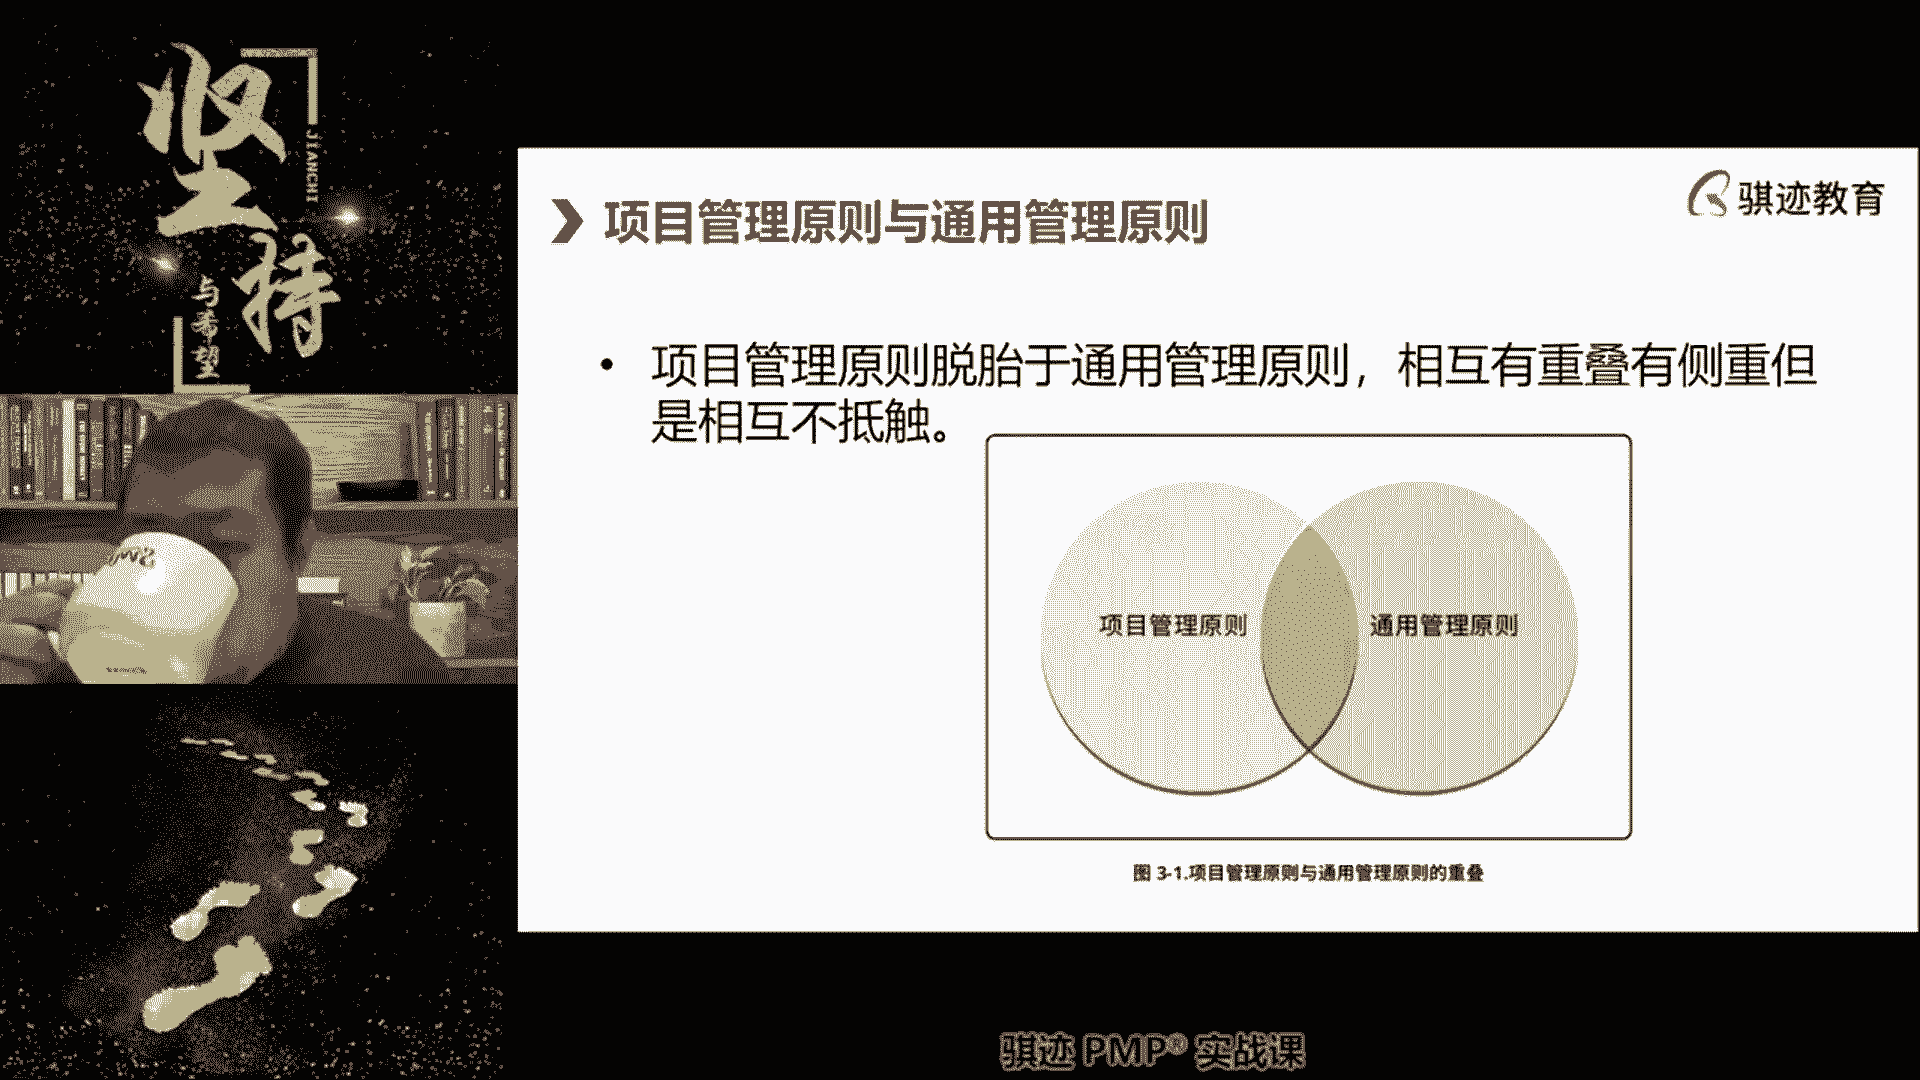 坚持
JIANCHI
与希望
骐迹教育
项目管理原则与通用管理原则
• 项目管理原则脱胎于通用管理原则，相互有重叠有侧重但
是相互不抵触。
项目管理原则
通用管理原则
图 3-1.项目管理原则与通用管理原则的重叠
骐迹 PMP® 实战课